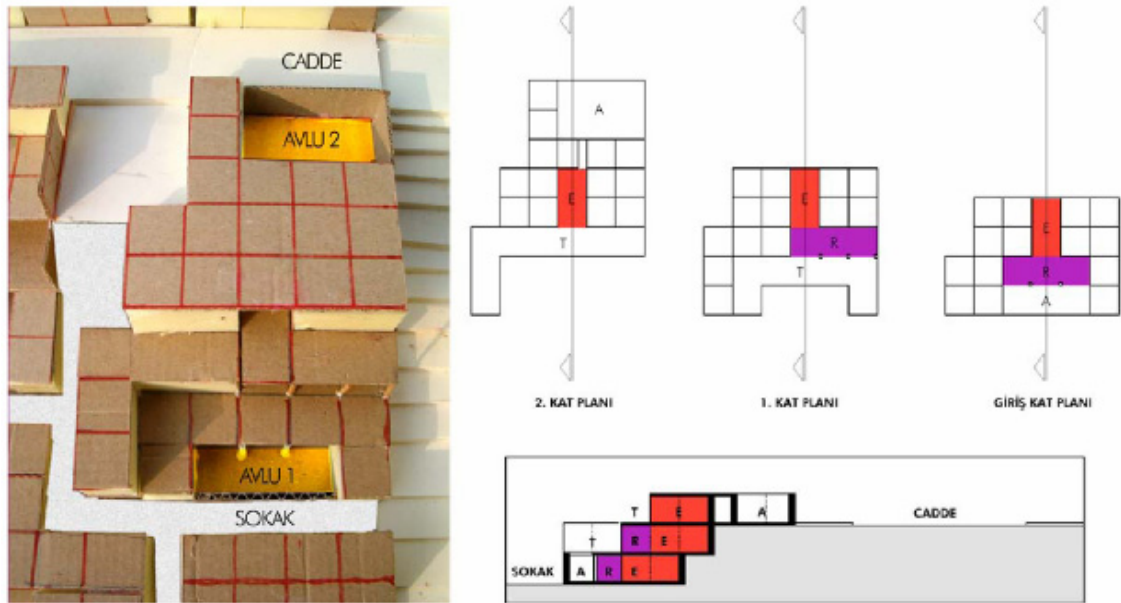 CADDE
AVLU 2
AVLU 1
SOKAK
A
E
T
2. KAT PLANI
E
R
T
1. KAT PLANI
E
R
A
GİRİŞ KAT PLANI
T E A CADDE
T R E
SOKAK A R E